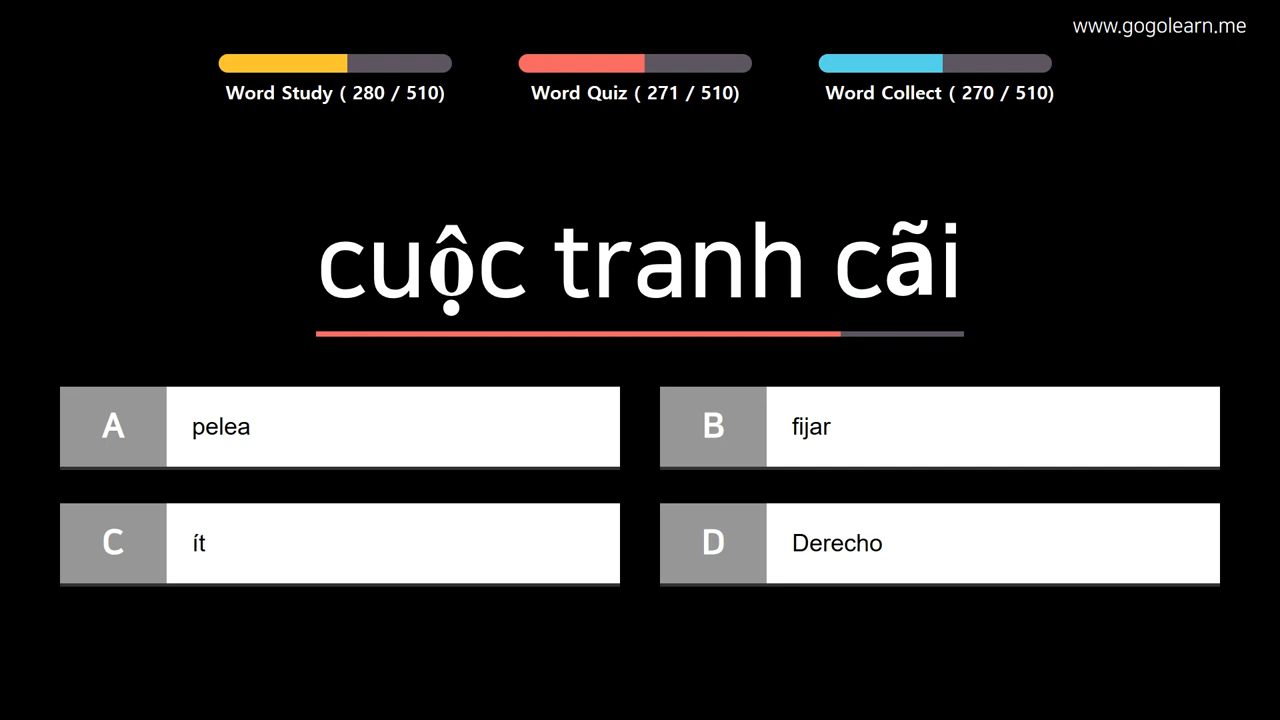 www.gogolearn.me
Word Study ( 280 / 510)
Word Quiz ( 271 / 510)
Word Collect ( 270 / 510)
cuộc tranh cãi
A pelea
B fijar
C ít
D Derecho